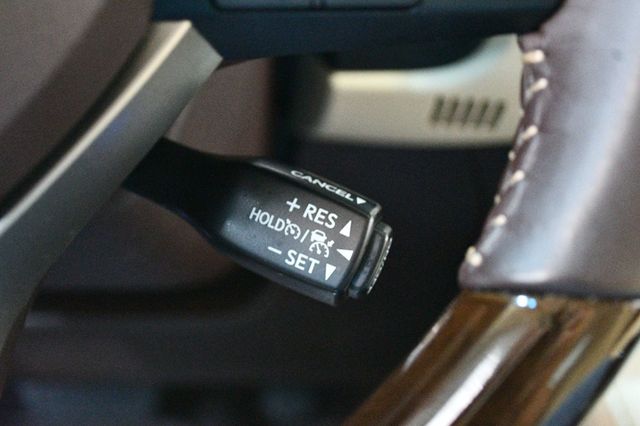 CANCEL
+ RES
HOLD /
− SET